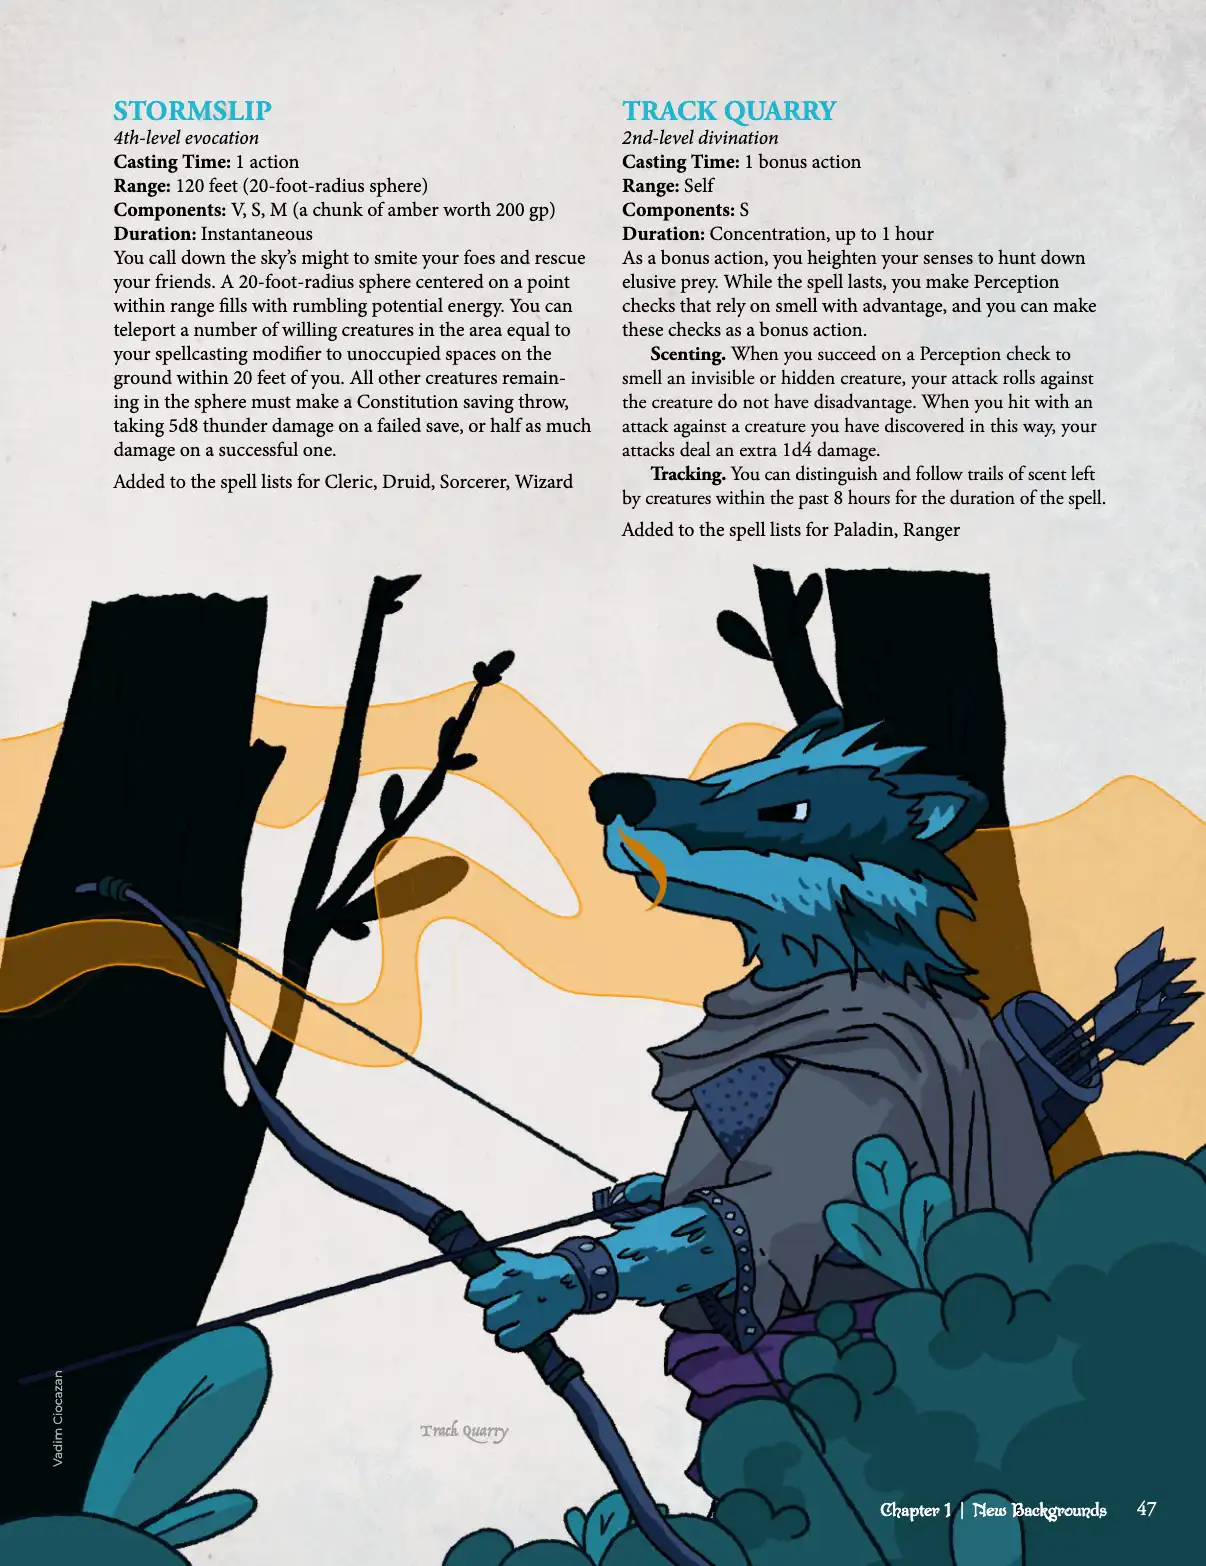 STORMSLIP
4th-level evocation
Casting Time: 1 action
Range: 120 feet (20-foot-radius sphere)
Components: V, S, M (a chunk of amber worth 200 gp)
Duration: Instantaneous
You call down the sky’s might to smite your foes and rescue
your friends. A 20-foot-radius sphere centered on a point
within range fills with rumbling potential energy. You can
teleport a number of willing creatures in the area equal to
your spellcasting modifier to unoccupied spaces on the
ground within 20 feet of you. All other creatures remain-
ing in the sphere must make a Constitution saving throw,
taking 5d8 thunder damage on a failed save, or half as much
damage on a successful one.
Added to the spell lists for Cleric, Druid, Sorcerer, Wizard
TRACK QUARRY
2nd-level divination
Casting Time: 1 bonus action
Range: Self
Components: S
Duration: Concentration, up to 1 hour
As a bonus action, you heighten your senses to hunt down
elusive prey. While the spell lasts, you make Perception
checks that rely on smell with advantage, and you can make
these checks as a bonus action.
Scenting. When you succeed on a Perception check to
smell an invisible or hidden creature, your attack rolls against
the creature do not have disadvantage. When you hit with an
attack against a creature you have discovered in this way, your
attacks deal an extra 1d4 damage.
Tracking. You can distinguish and follow trails of scent left
by creatures within the past 8 hours for the duration of the spell.
Added to the spell lists for Paladin, Ranger
Vadim Ciocazan
Track Quarry
Chapter 1 | New Backgrounds 47